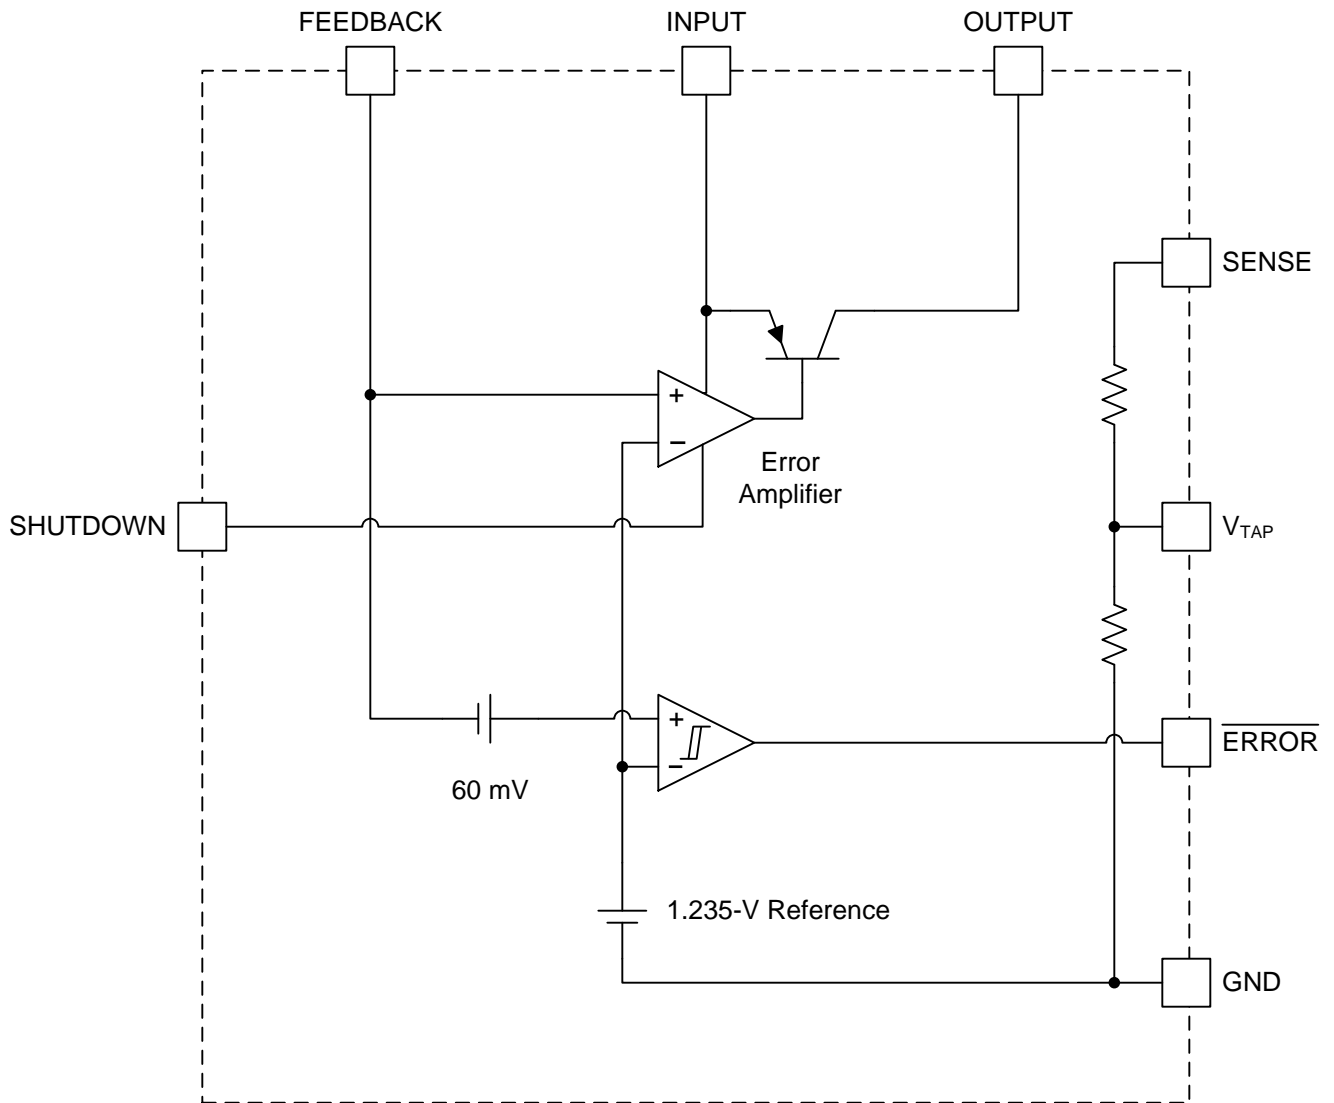 FEEDBACK
INPUT
OUTPUT
SENSE
+
−
Error
Amplifier
SHUTDOWN
VTAP
+
−
ERROR
60 mV
1.235-V Reference
GND